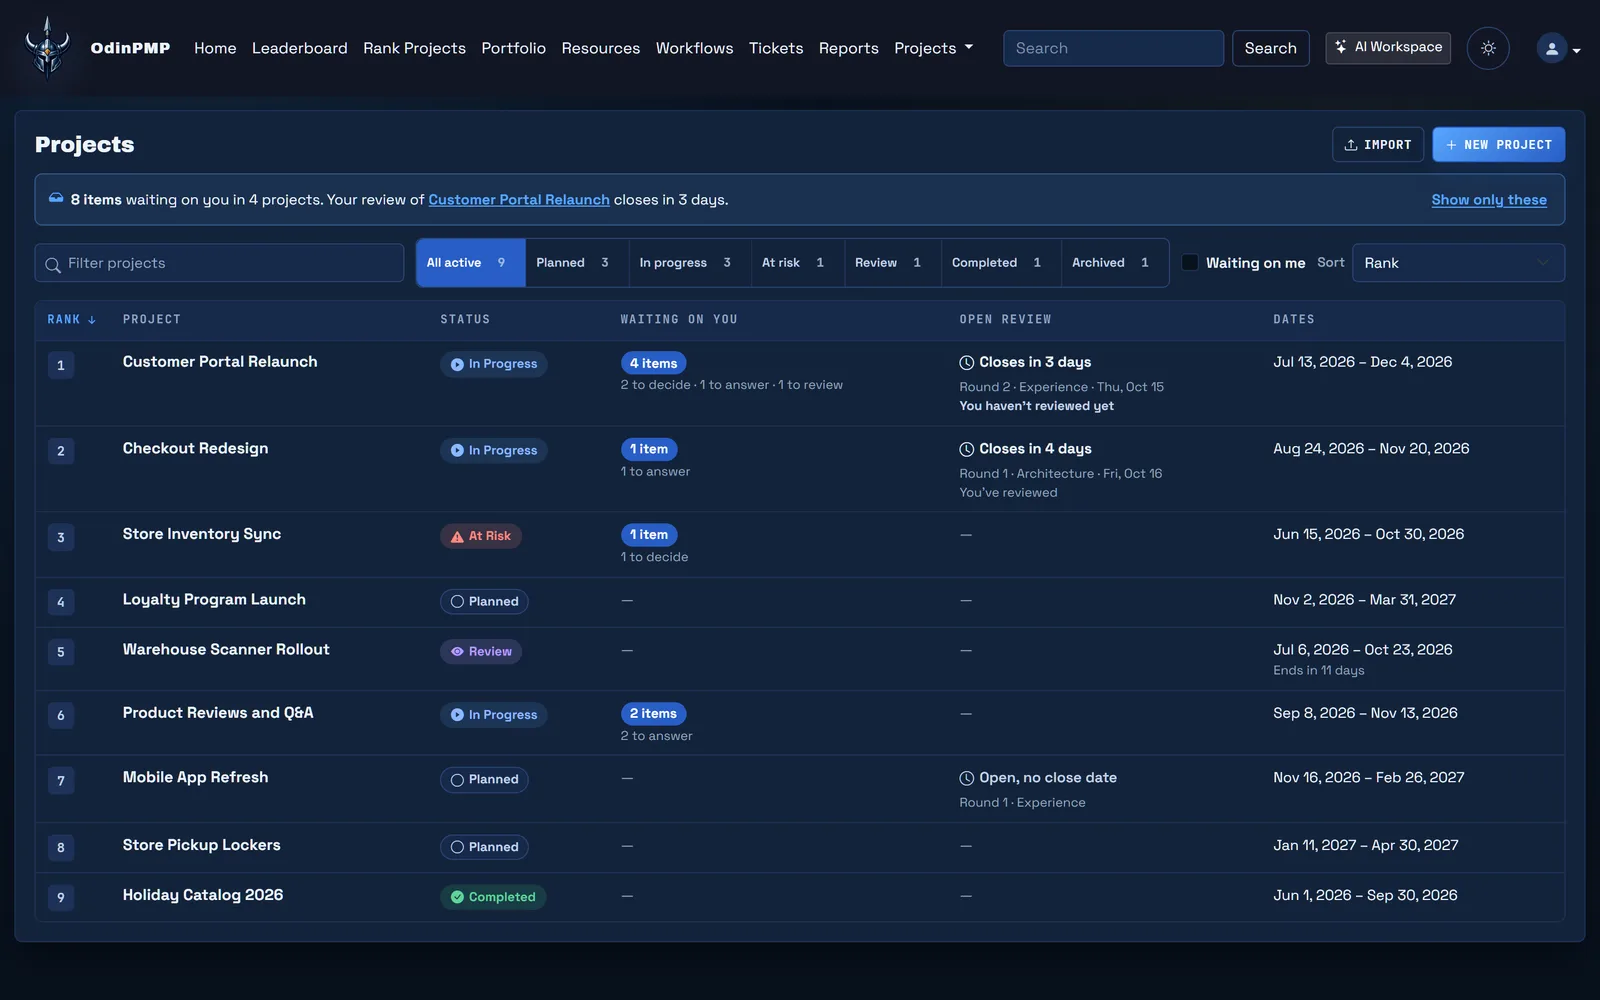 OdinPMP Home Leaderboard Rank Projects Portfolio Resources Workflows Tickets Reports Projects Search Search AI Workspace
Projects
IMPORT
+ NEW PROJECT
8 items waiting on you in 4 projects. Your review of Customer Portal Relaunch closes in 3 days.
Show only these
Filter projects
All active 9 Planned 3 In progress 3 At risk 1 Review 1 Completed 1 Archived 1
Waiting on me Sort Rank
RANK ↓ PROJECT STATUS WAITING ON YOU OPEN REVIEW DATES
1 Customer Portal Relaunch In Progress 4 items Closes in 3 days Jul 13, 2026 – Dec 4, 2026
2 to decide · 1 to answer · 1 to review Round 2 · Experience · Thu, Oct 15
You haven't reviewed yet
2 Checkout Redesign In Progress 1 item Closes in 4 days Aug 24, 2026 – Nov 20, 2026
1 to answer Round 1 · Architecture · Fri, Oct 16
You've reviewed
3 Store Inventory Sync At Risk 1 item — Jun 15, 2026 – Oct 30, 2026
1 to decide
4 Loyalty Program Launch Planned — — Nov 2, 2026 – Mar 31, 2027
5 Warehouse Scanner Rollout Review — — Jul 6, 2026 – Oct 23, 2026
Ends in 11 days
6 Product Reviews and Q&A In Progress 2 items — Sep 8, 2026 – Nov 13, 2026
2 to answer
7 Mobile App Refresh Planned — Open, no close date Nov 16, 2026 – Feb 26, 2027
Round 1 · Experience
8 Store Pickup Lockers Planned — — Jan 11, 2027 – Apr 30, 2027
9 Holiday Catalog 2026 Completed — — Jun 1, 2026 – Sep 30, 2026